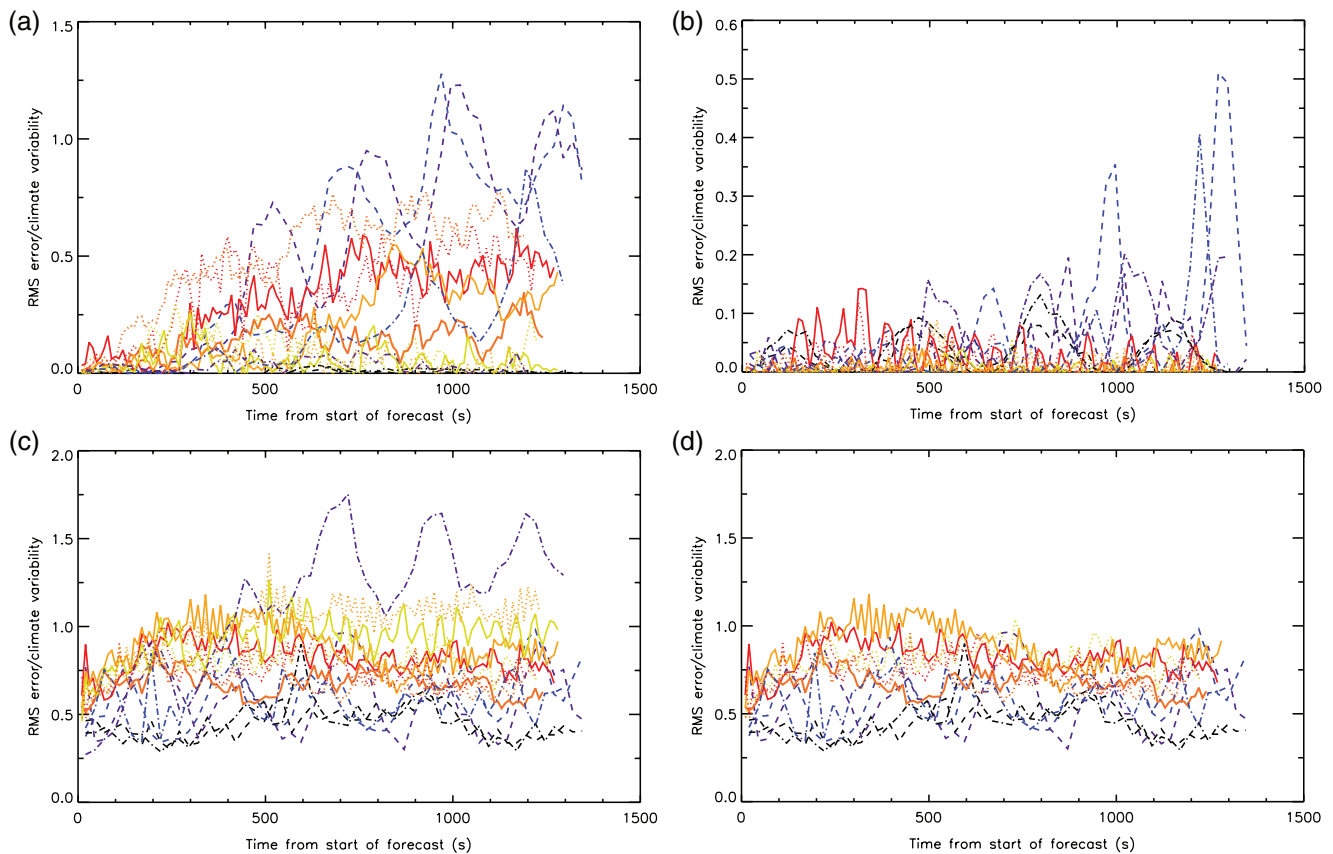 (a)
1.5
1.0
0.5
0.0
RMS error/climate variability
0 500 1000 1500
Time from start of forecast (s)
(b)
0.6
0.5
0.4
0.3
0.2
0.1
0.0
RMS error/climate variability
0 500 1000 1500
Time from start of forecast (s)
(c)
2.0
1.5
1.0
0.5
0.0
RMS error/climate variability
0 500 1000 1500
Time from start of forecast (s)
(d)
2.0
1.5
1.0
0.5
0.0
RMS error/climate variability
0 500 1000 1500
Time from start of forecast (s)